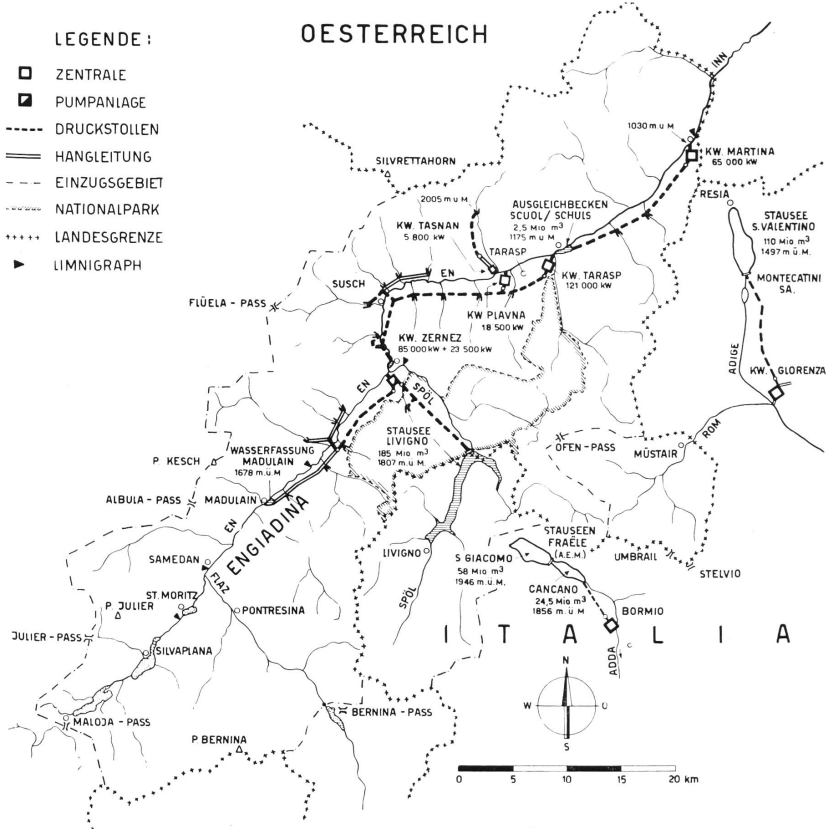 LEGENDE:
ZENTRALE
PUMPANLAGE
DRUCKSTOLLEN
HANGLEITUNG
EINZUGSGEBIET
NATIONALPARK
LANDESGRENZE
LIMNIGRAPH
OESTERREICH
INN
1030 m.ü.M
KW. MARTINA
65 000 kW
SILVRETTAHORN
2005 m ü M
KW. TASNAN
5 800 kW
AUSGLEICHBECKEN
SCUOL/SCHULS
2,5 Mio m³
1175 m ü M
TARASP
RESIA
STAUSEE
S. VALENTINO
110 Mio m³
1497 m ü.M.
MONTECATINI
SA.
SUSCH
EN
KW. TARASP
121 000 kW
FLÜELA-PASS
KW PLAVNA
18 500 kW
KW. ZERNEZ
85 000 kW + 23 500 kW
ADIGE
KW. GLORENZA
EN
SPÖL
STAUSEE
LIVIGNO
185 Mio m³
1807 m.ü.M.
OFEN-PASS
MÜSTAIR
ROM
WASSERFASSUNG
MADULAIN
1678 m.ü.M
P. KESCH
ALBULA-PASS
MADULAIN
EN
ENGIADINA
SAMEDAN
FLAZ
LIVIGNO
SPÖL
S GIACOMO
58 Mio m³
1946 m.ü.M.
STAUSEEN
FRAËLE
(A.E.M.)
UMBRAIL
STELVIO
CANCANO
24,5 Mio m³
1856 m.ü.M
BORMIO
ADDA
ST. MORITZ
P. JULIER
PONTRESINA
JULIER-PASS
SILVAPLANA
ITALIA
MALOJA-PASS
BERNINA-PASS
P BERNINA
N
W
O
S
0 5 10 15 20 km